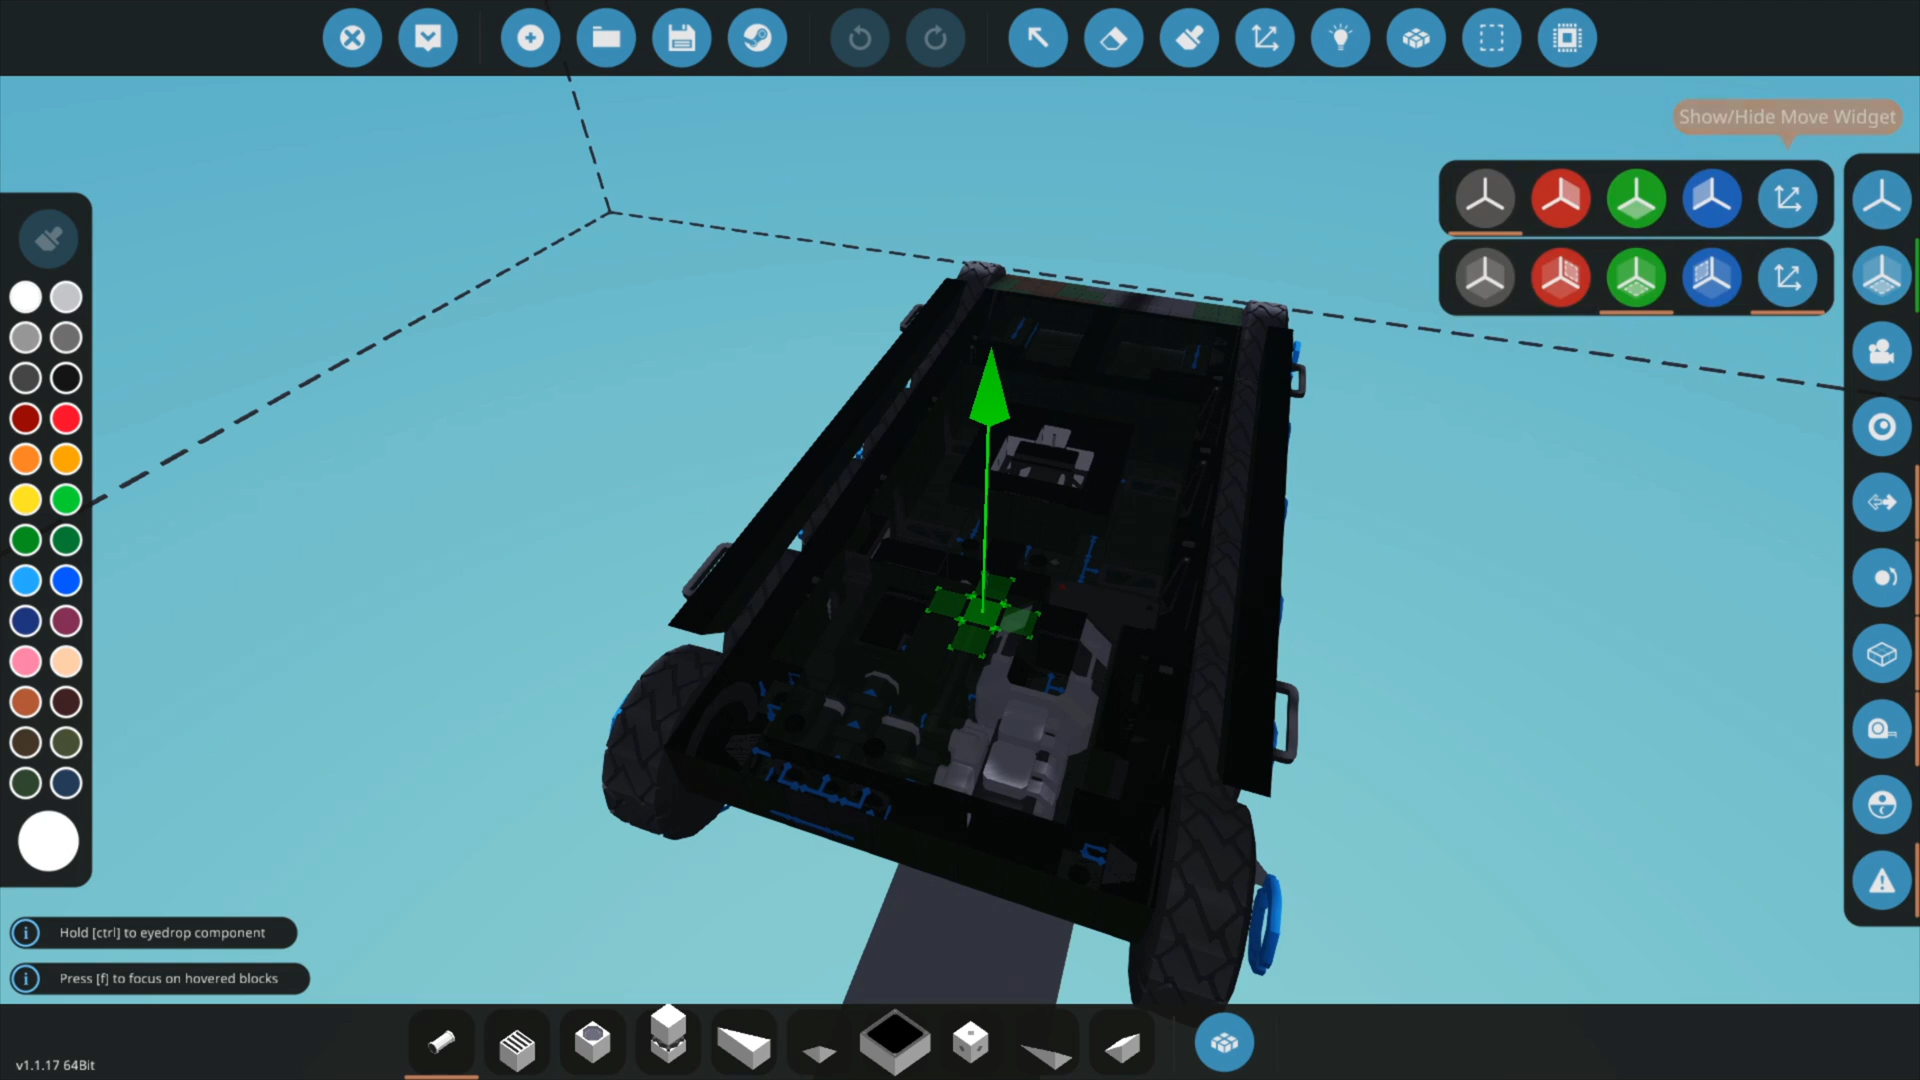 Show/Hide Move Widget
Hold [ctrl] to eyedrop component
Press [f] to focus on hovered blocks
v1.1.17 64Bit